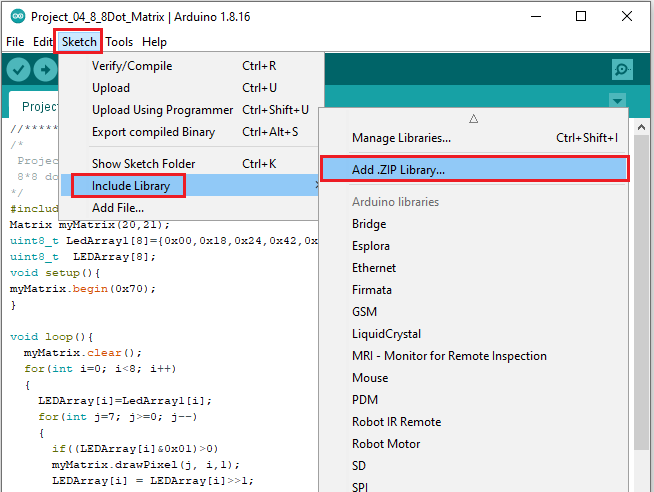 Project_04_8_8Dot_Matrix | Arduino 1.8.16
File Edit Sketch Tools Help
Verify/Compile Ctrl+R
Upload Ctrl+U
Upload Using Programmer Ctrl+Shift+U
Export compiled Binary Ctrl+Alt+S
Show Sketch Folder Ctrl+K
Include Library
Add File...
Manage Libraries... Ctrl+Shift+I
Add .ZIP Library...
Arduino libraries
Bridge
Esplora
Ethernet
Firmata
GSM
LiquidCrystal
MRI - Monitor for Remote Inspection
Mouse
PDM
Robot IR Remote
Robot Motor
SD
SPI
Project
//*****
/*
Projec
8*8 do
*/
#includ
Matrix myMatrix(20,21);
uint8_t LedArray1[8]={0x00,0x18,0x24,0x42,0x
uint8_t LEDArray[8];
void setup(){
myMatrix.begin(0x70);
}
void loop(){
myMatrix.clear();
for(int i=0; i<8; i++)
{
LEDArray[i]=LedArray1[i];
for(int j=7; j>=0; j--)
{
if((LEDArray[i]&0x01)>0)
myMatrix.drawPixel(j, i,1);
LEDArray[i] = LEDArray[i]>>1;